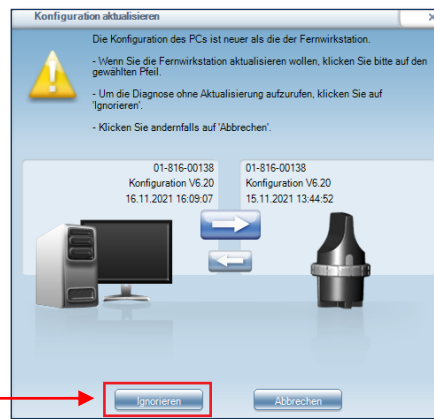 Konfiguration aktualisieren
Die Konfiguration des PCs ist neuer als die der Fernwirkstation.
- Wenn Sie die Fernwirkstation aktualisieren wollen, klicken Sie bitte auf den
gewählten Pfeil.
- Um die Diagnose ohne Aktualisierung aufzurufen, klicken Sie auf
'Ignorieren'.
- Klicken Sie andernfalls auf 'Abbrechen'.
01-816-00138
Konfiguration V6.20
16.11.2021 16:09:07
01-816-00138
Konfiguration V6.20
15.11.2021 13:44:52
Ignorieren
Abbrechen